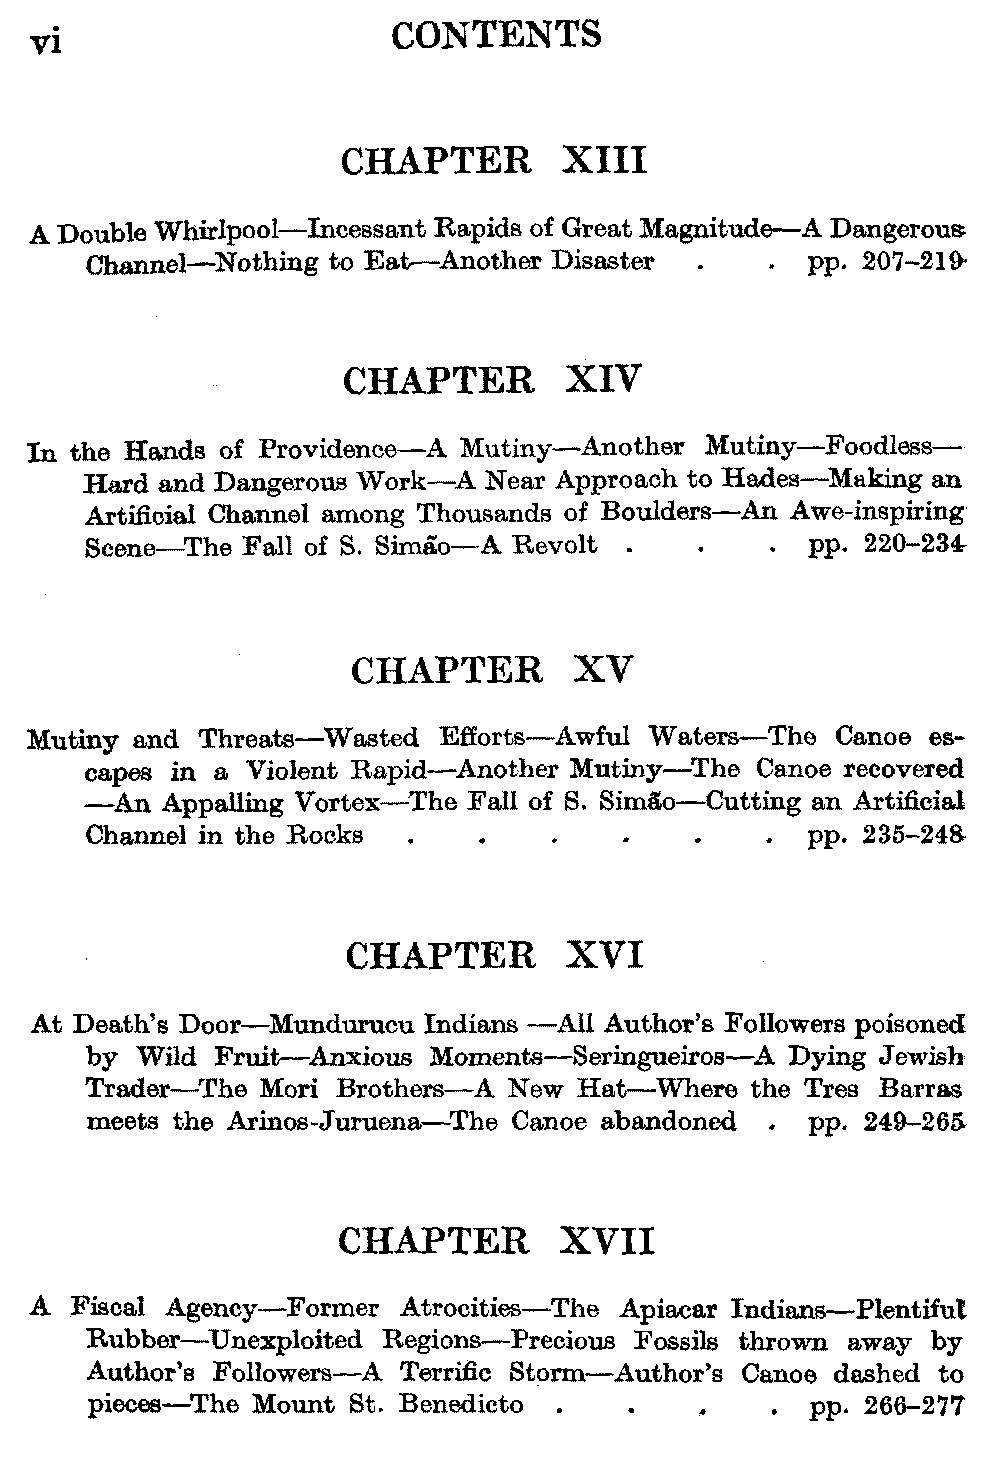 vi CONTENTS
CHAPTER XIII
A Double Whirlpool—Incessant Rapids of Great Magnitude—A Dangerous
Channel—Nothing to Eat—Another Disaster . . pp. 207–219
CHAPTER XIV
In the Hands of Providence—A Mutiny—Another Mutiny—Foodless—
Hard and Dangerous Work—A Near Approach to Hades—Making an
Artificial Channel among Thousands of Boulders—An Awe-inspiring
Scene—The Fall of S. Simão—A Revolt . . . pp. 220–234
CHAPTER XV
Mutiny and Threats—Wasted Efforts—Awful Waters—The Canoe es-
capes in a Violent Rapid—Another Mutiny—The Canoe recovered
—An Appalling Vortex—The Fall of S. Simão—Cutting an Artificial
Channel in the Rocks . . . . . . pp. 235–248
CHAPTER XVI
At Death's Door—Mundurucu Indians —All Author's Followers poisoned
by Wild Fruit—Anxious Moments—Seringueiros—A Dying Jewish
Trader—The Mori Brothers—A New Hat—Where the Tres Barras
meets the Arinos-Juruena—The Canoe abandoned . pp. 249–265
CHAPTER XVII
A Fiscal Agency—Former Atrocities—The Apiacar Indians—Plentiful
Rubber—Unexploited Regions—Precious Fossils thrown away by
Author's Followers—A Terrific Storm—Author's Canoe dashed to
pieces—The Mount St. Benedicto . . . . pp. 266–277